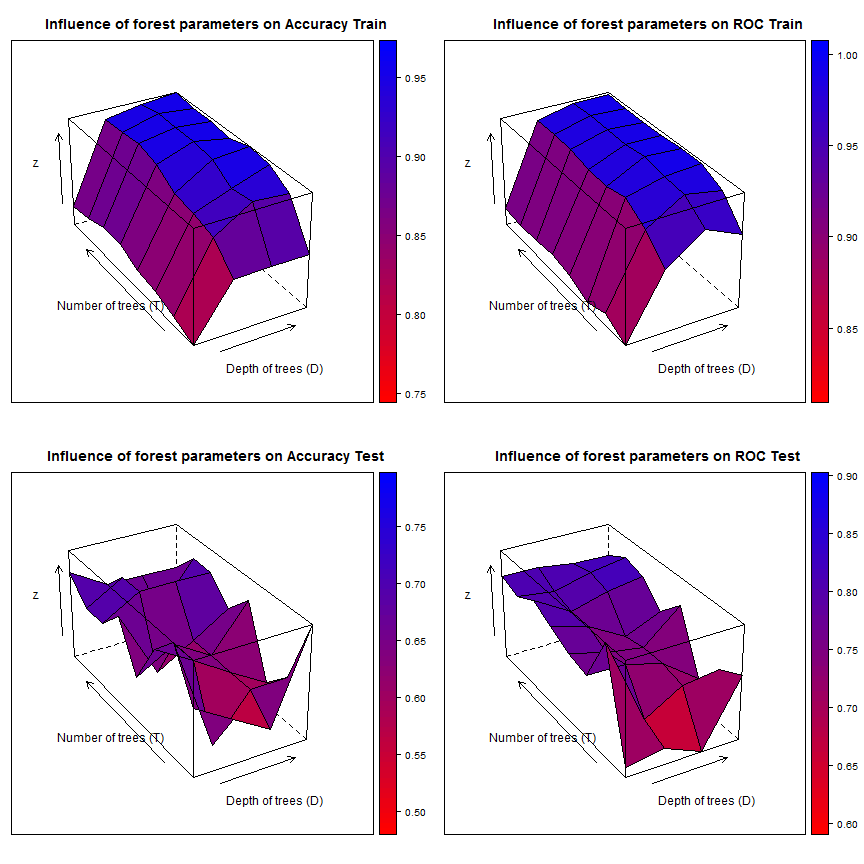 Influence of forest parameters on Accuracy Train
Z
Number of trees (T)
Depth of trees (D)
0.95
0.90
0.85
0.80
0.75
Influence of forest parameters on ROC Train
Z
Number of trees (T)
Depth of trees (D)
1.00
0.95
0.90
0.85
Influence of forest parameters on Accuracy Test
Z
Number of trees (T)
Depth of trees (D)
0.75
0.70
0.65
0.60
0.55
0.50
Influence of forest parameters on ROC Test
Z
Number of trees (T)
Depth of trees (D)
0.90
0.85
0.80
0.75
0.70
0.65
0.60